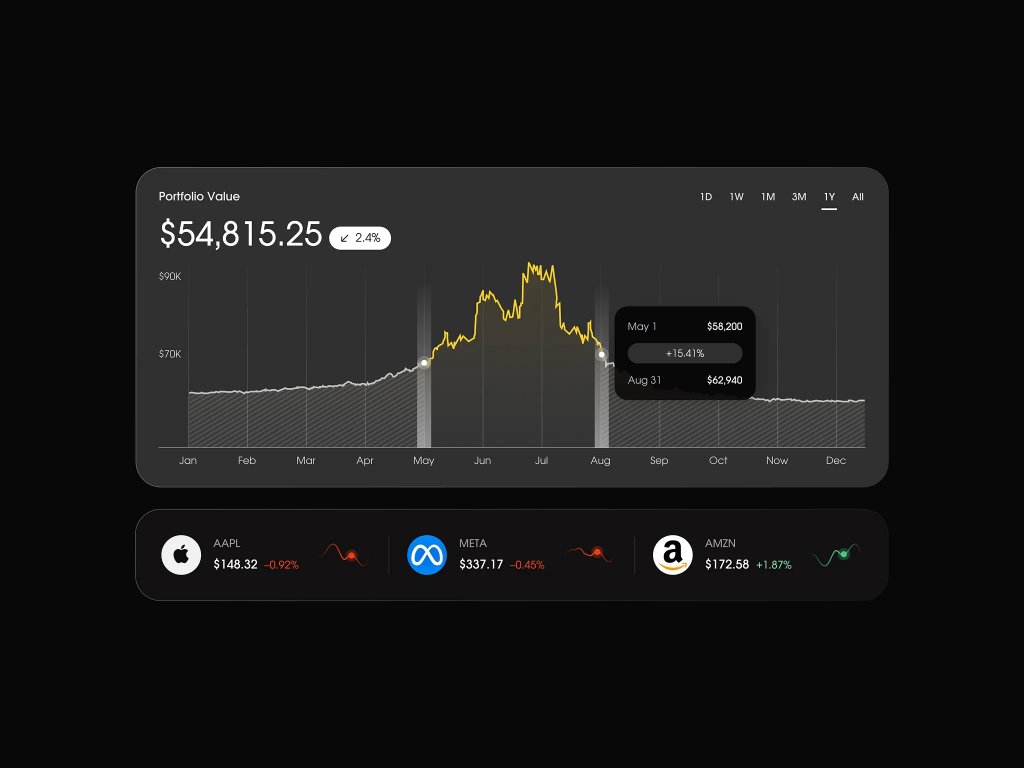 Portfolio Value
1D 1W 1M 3M 1Y All
$54,815.25 2.4%
$90K
May 1 $58,200
$70K
+15.41%
Aug 31 $62,940
Jan Feb Mar Apr May Jun Jul Aug Sep Oct Now Dec
AAPL
$148.32 −0.92%
META
$337.17 −0.45%
a
AMZN
$172.58 +1.87%